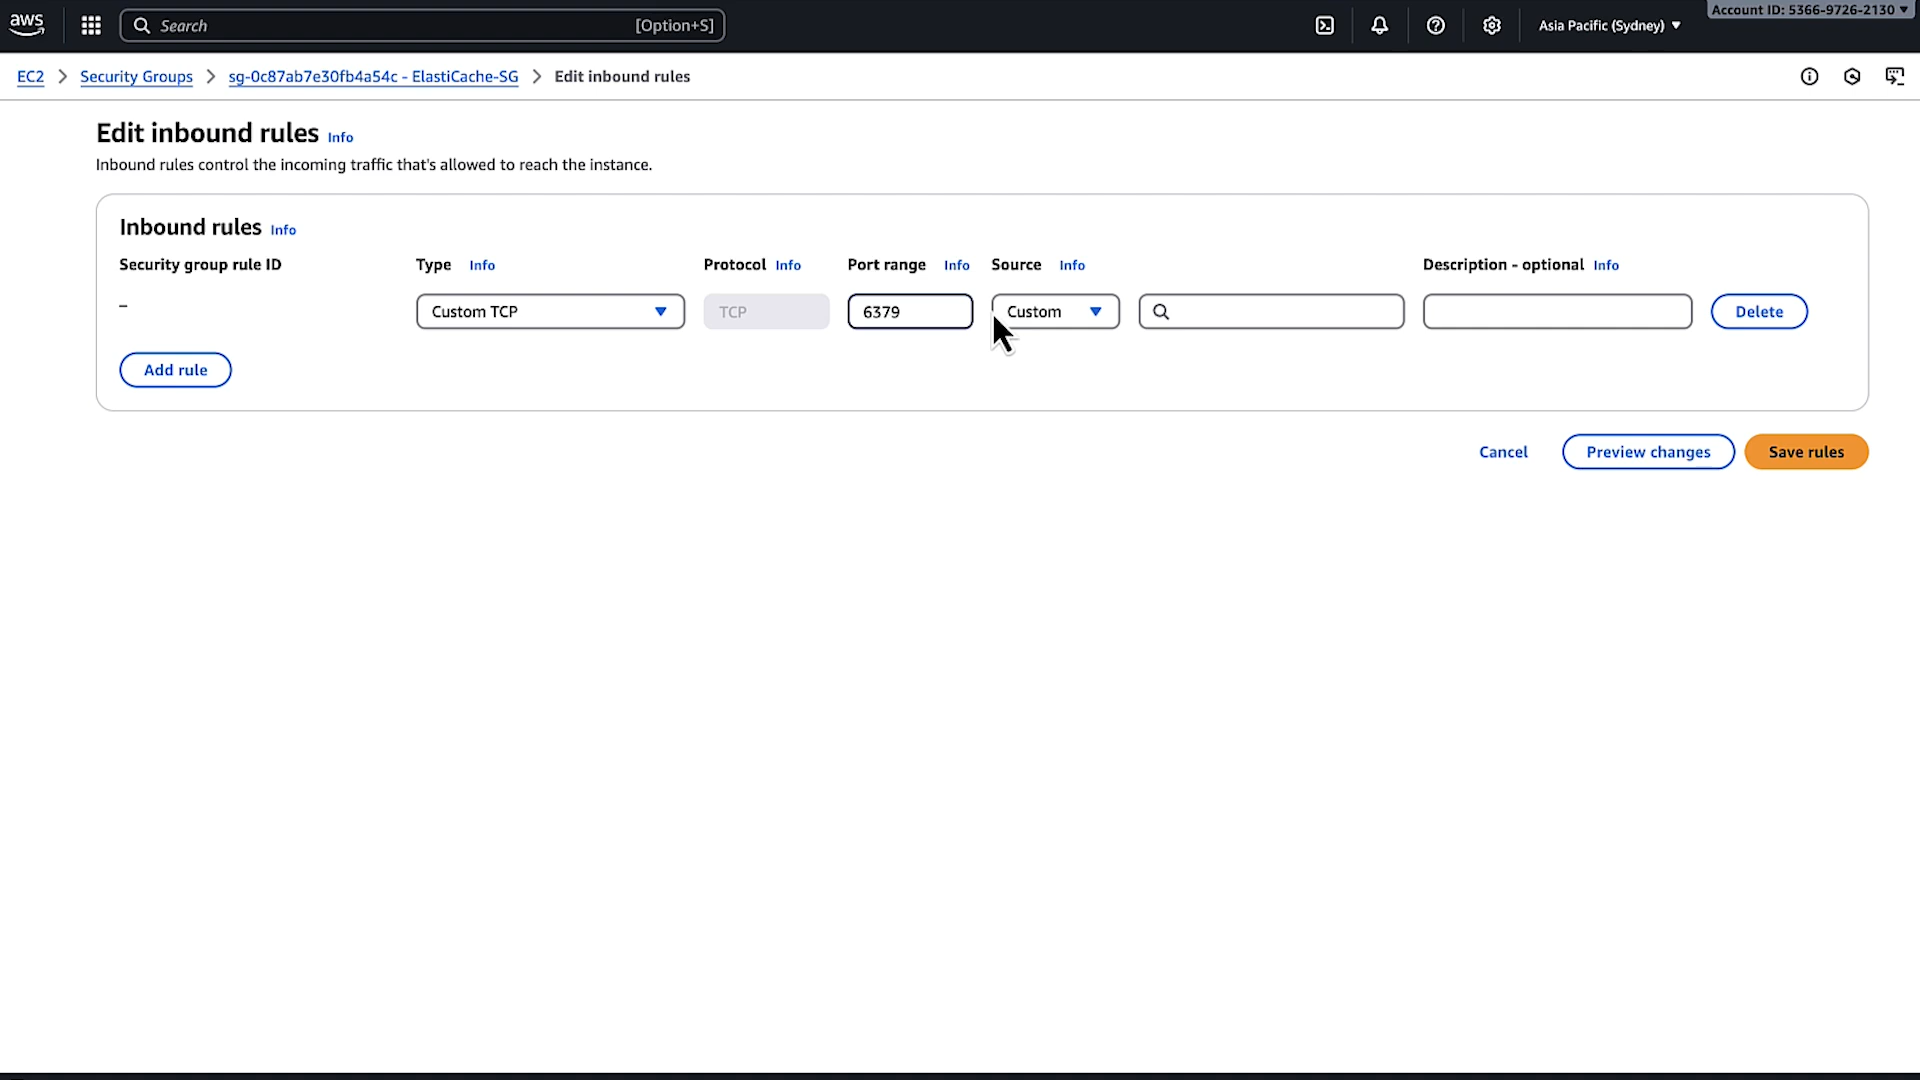 aws
Search
[Option+S]
Asia Pacific (Sydney)
Account ID: 5366-9726-2130
EC2 > Security Groups > sg-0c87ab7e30fb4a54c - ElastiCache-SG > Edit inbound rules
Edit inbound rules Info
Inbound rules control the incoming traffic that's allowed to reach the instance.
Inbound rules Info
Security group rule ID Type Info Protocol Info Port range Info Source Info Description - optional Info
– Custom TCP TCP 6379 Custom Delete
Add rule
Cancel Preview changes Save rules